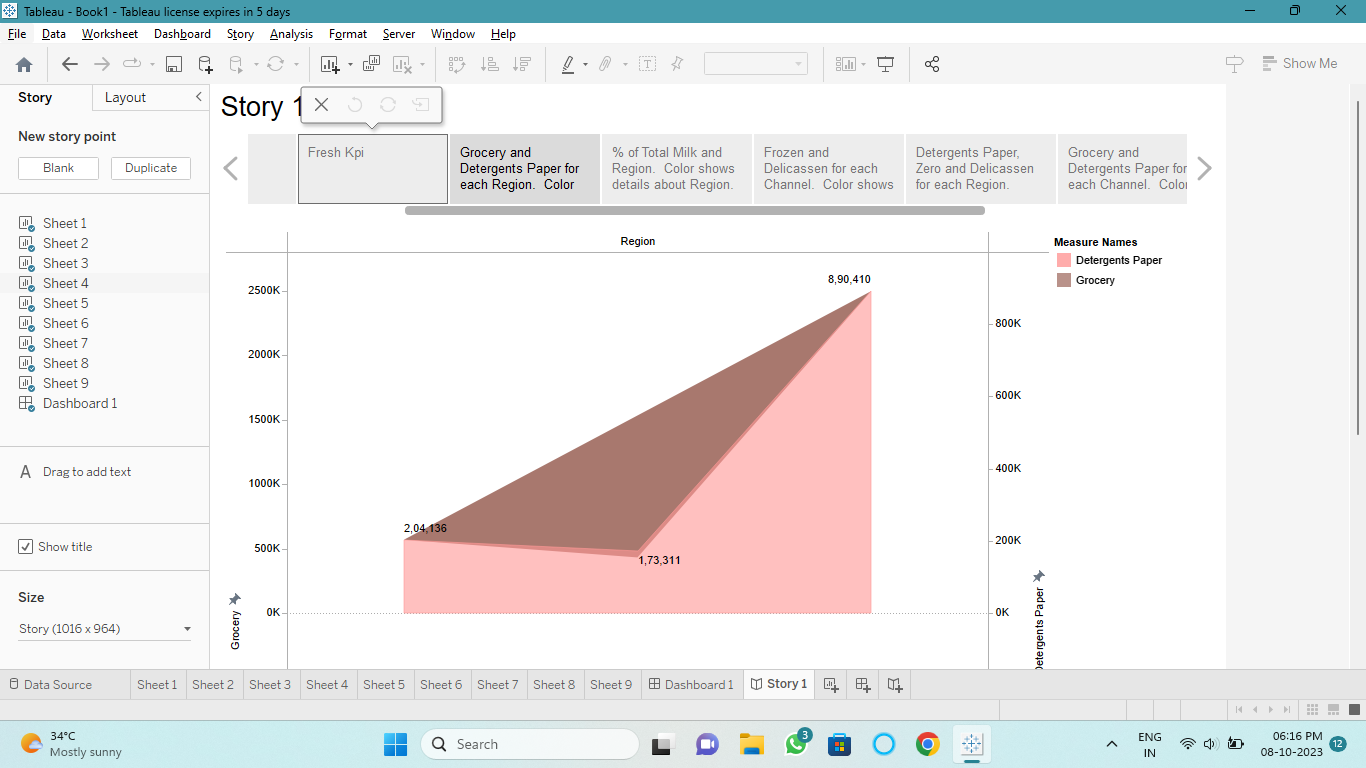 Tableau - Book1 - Tableau license expires in 5 days
File Data Worksheet Dashboard Story Analysis Format Server Window Help
Show Me
Story Layout
New story point
Blank Duplicate
Sheet 1
Sheet 2
Sheet 3
Sheet 4
Sheet 5
Sheet 6
Sheet 7
Sheet 8
Sheet 9
Dashboard 1
A Drag to add text
Show title
Size
Story (1016 x 964)
Story 1
Fresh Kpi
Grocery and
Detergents Paper for
each Region. Color
% of Total Milk and
Region. Color shows
details about Region.
Frozen and
Delicassen for each
Channel. Color shows
Detergents Paper,
Zero and Delicassen
for each Region.
Grocery and
Detergents Paper for
each Channel. Color
Region
2500K
2000K
1500K
1000K
500K
0K
Grocery
8,90,410
2,04,136
1,73,311
800K
600K
400K
200K
0K
Detergents Paper
Measure Names
Detergents Paper
Grocery
Data Source Sheet 1 Sheet 2 Sheet 3 Sheet 4 Sheet 5 Sheet 6 Sheet 7 Sheet 8 Sheet 9 Dashboard 1 Story 1
34°C
Mostly sunny
Search
3
ENG
IN
06:16 PM
08-10-2023
12